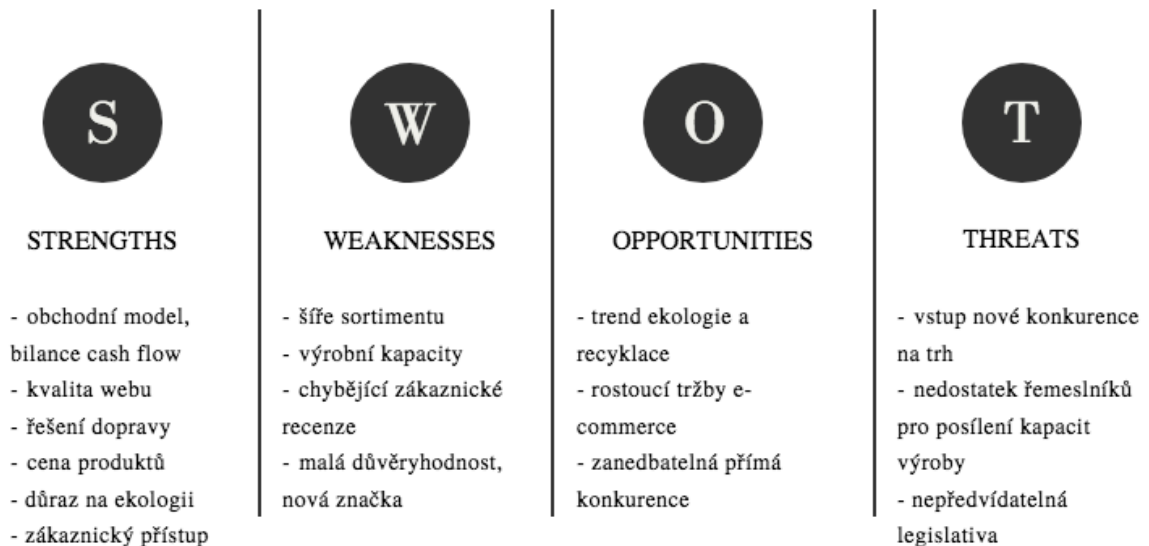 S
STRENGTHS
- obchodní model,
bilance cash flow
- kvalita webu
- řešení dopravy
- cena produktů
- důraz na ekologii
- zákaznický přístup
W
WEAKNESSES
- šíře sortimentu
- výrobní kapacity
- chybějící zákaznické
recenze
- malá důvěryhodnost,
nová značka
O
OPPORTUNITIES
- trend ekologie a
recyklace
- rostoucí tržby e-
commerce
- zanedbatelná přímá
konkurence
T
THREATS
- vstup nové konkurence
na trh
- nedostatek řemeslníků
pro posílení kapacit
výroby
- nepředvídatelná
legislativa